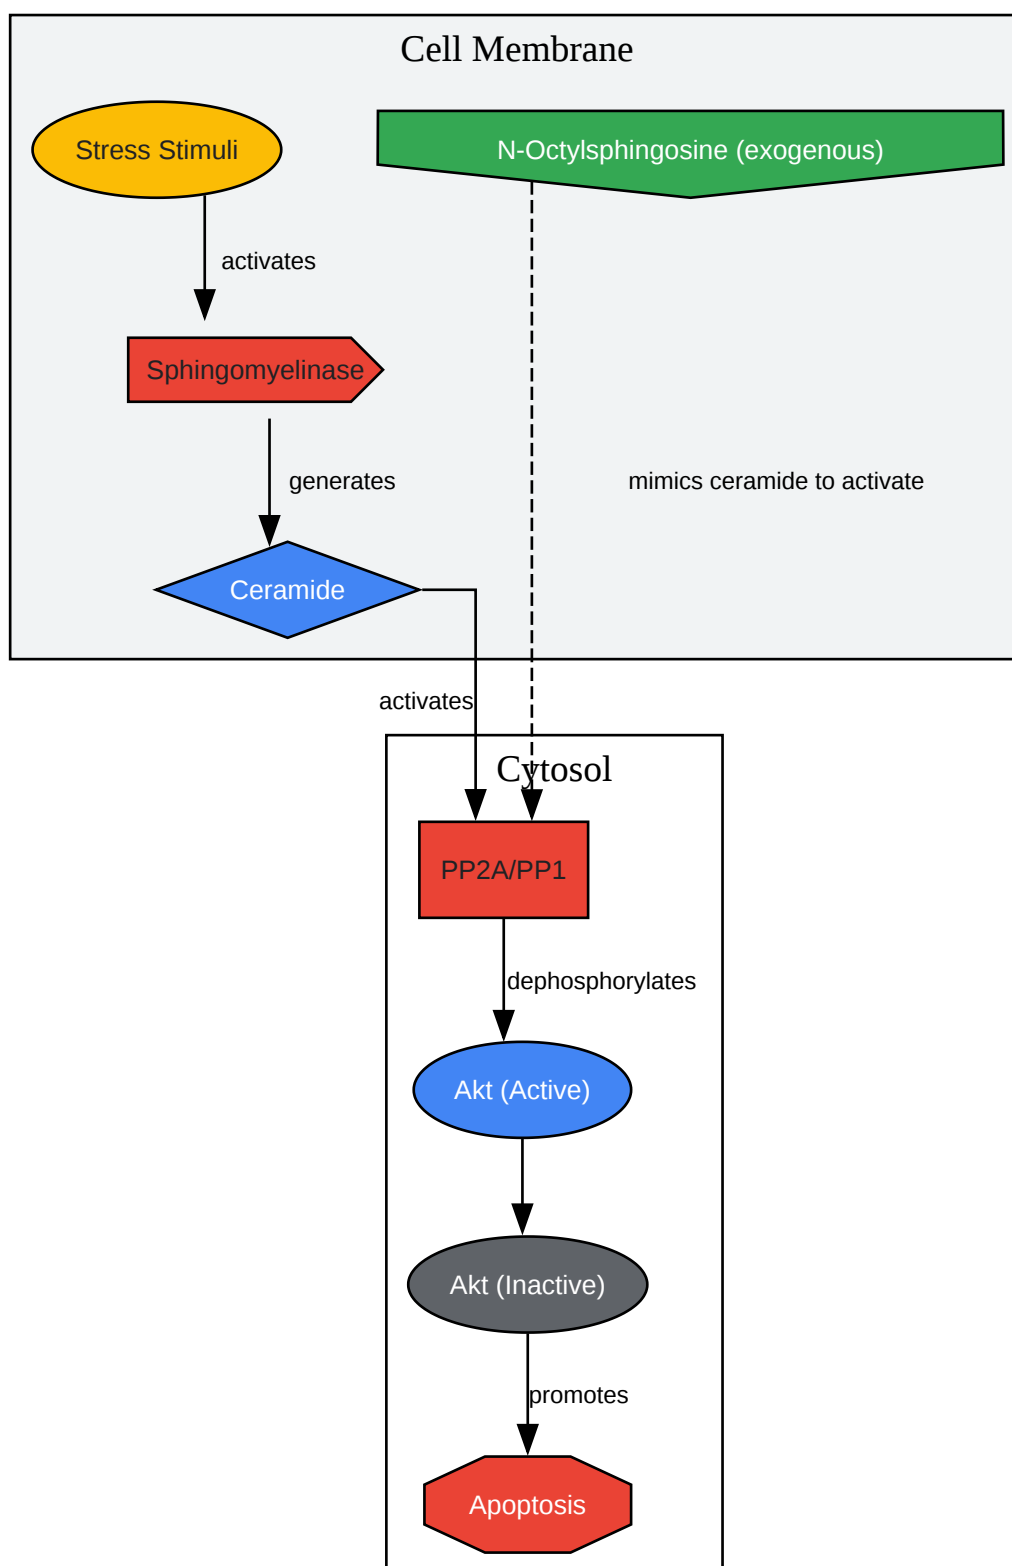 Cell Membrane
Stress Stimuli
N-Octylsphingosine (exogenous)
activates
Sphingomyelinase
generates
mimics ceramide to activate
Ceramide
activates
Cytosol
PP2A/PP1
dephosphorylates
Akt (Active)
Akt (Inactive)
promotes
Apoptosis